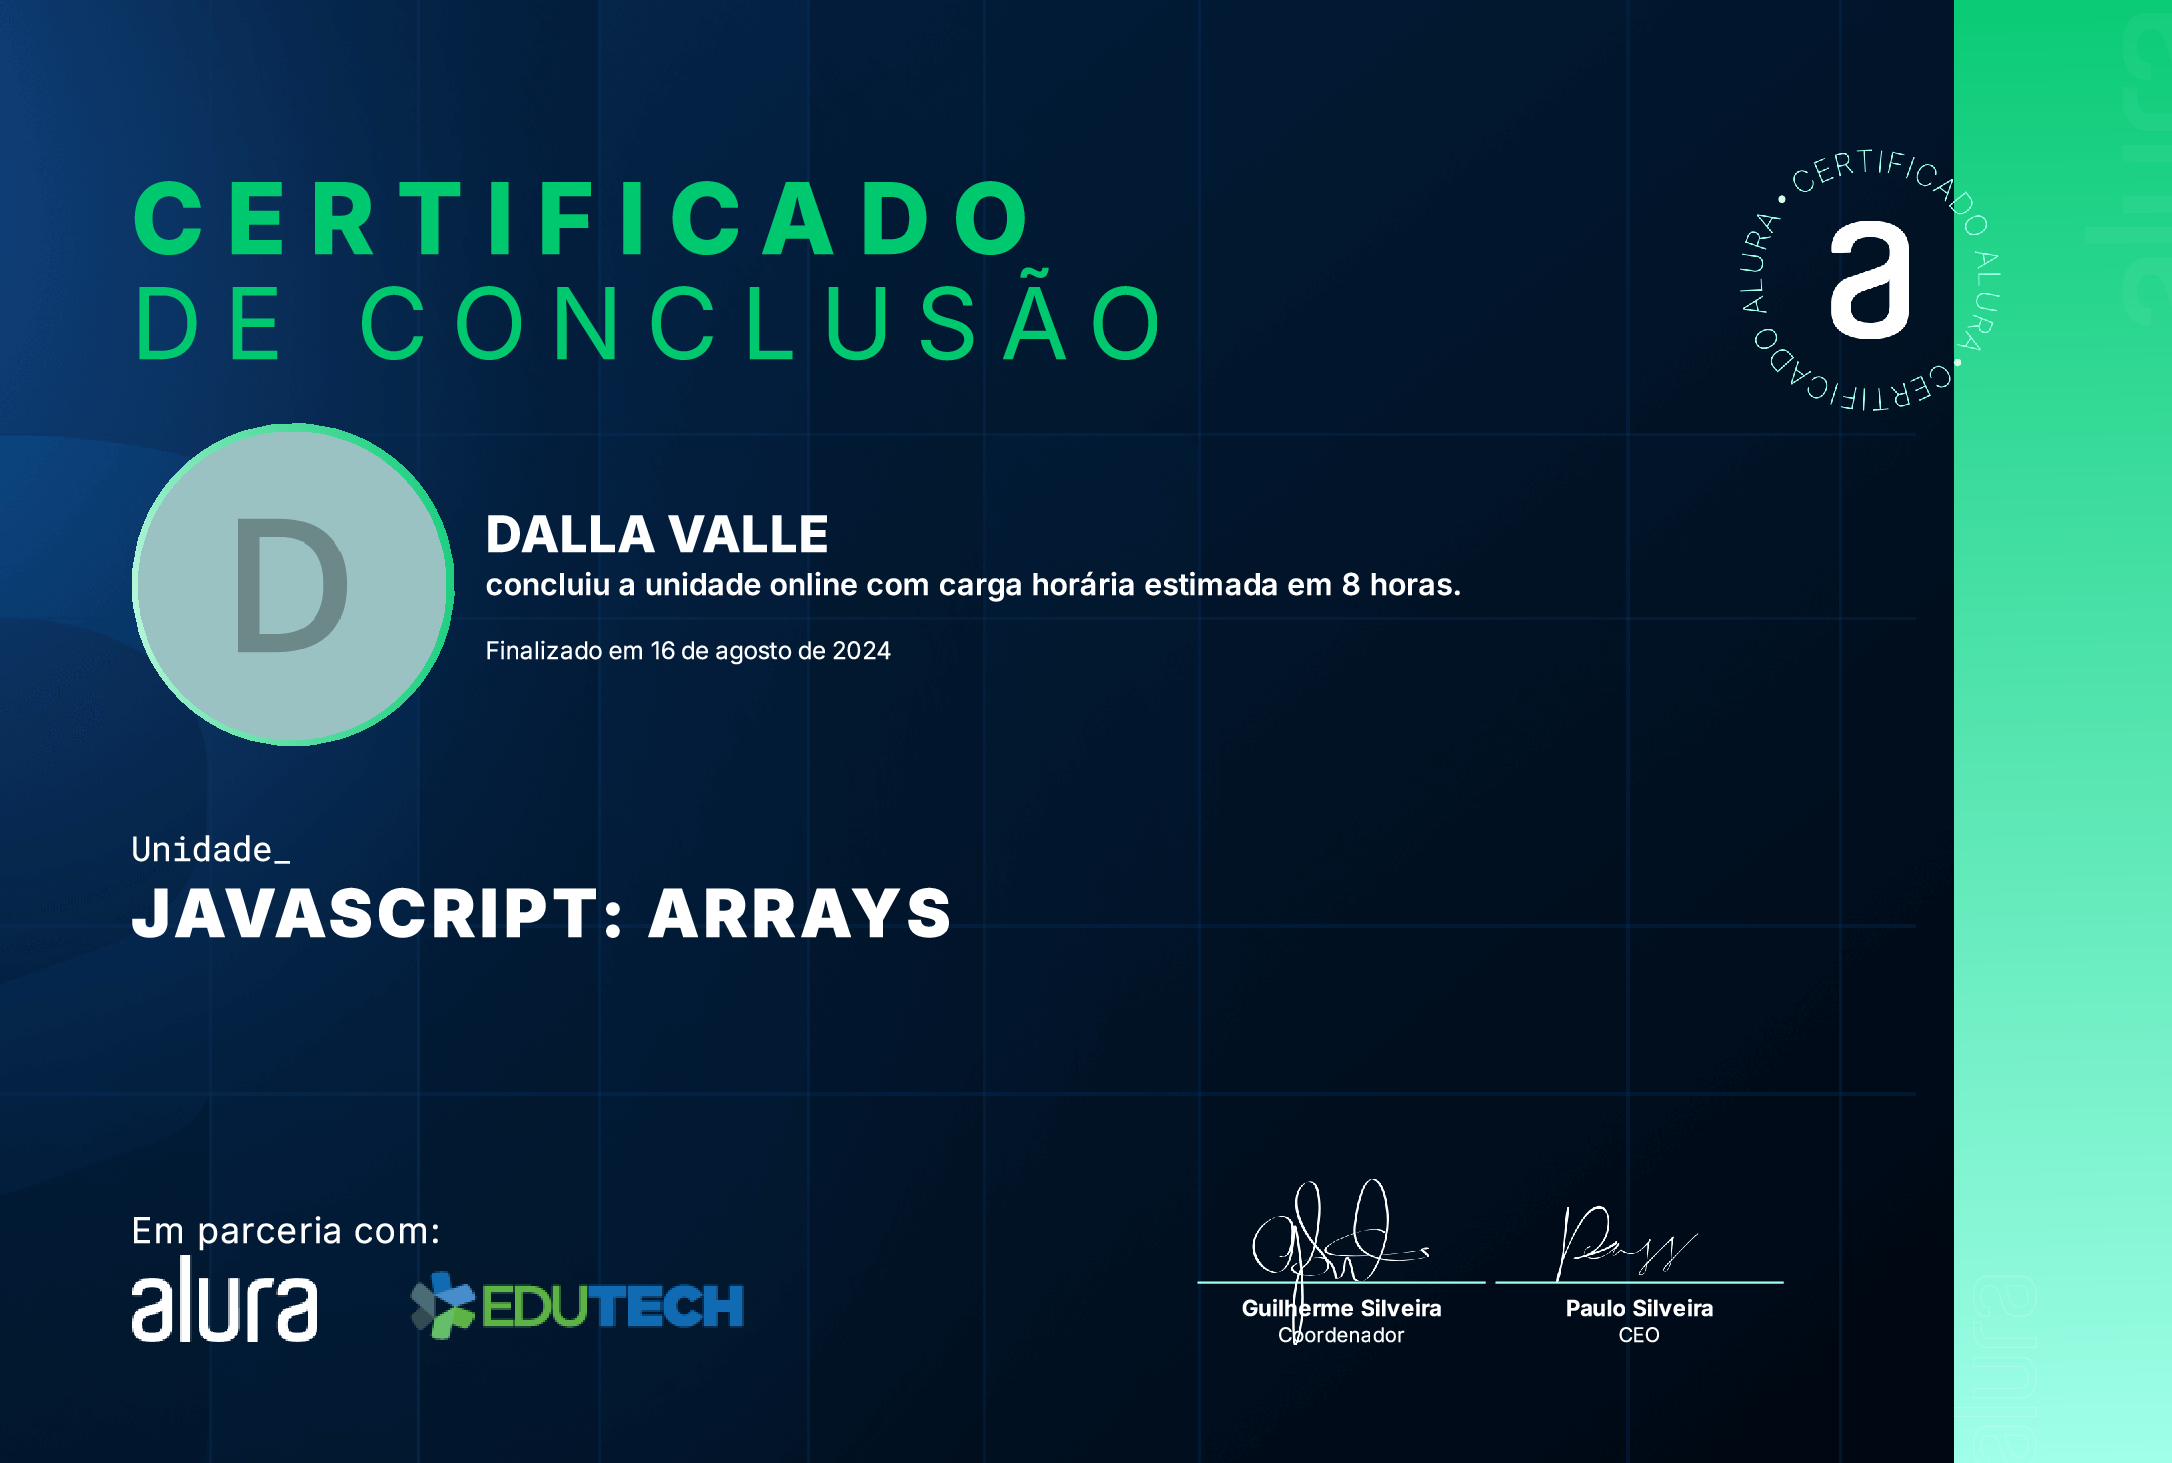 CERTIFICADO
DE CONCLUSÃO
• CERTIFICADO ALURA • CERTIFICADO ALURA
a
D
DALLA VALLE
concluiu a unidade online com carga horária estimada em 8 horas.
Finalizado em 16 de agosto de 2024
Unidade_
JAVASCRIPT: ARRAYS
Em parceria com:
alura
EDUTECH
Guilherme Silveira
Coordenador
Paulo Silveira
CEO
alura
alura